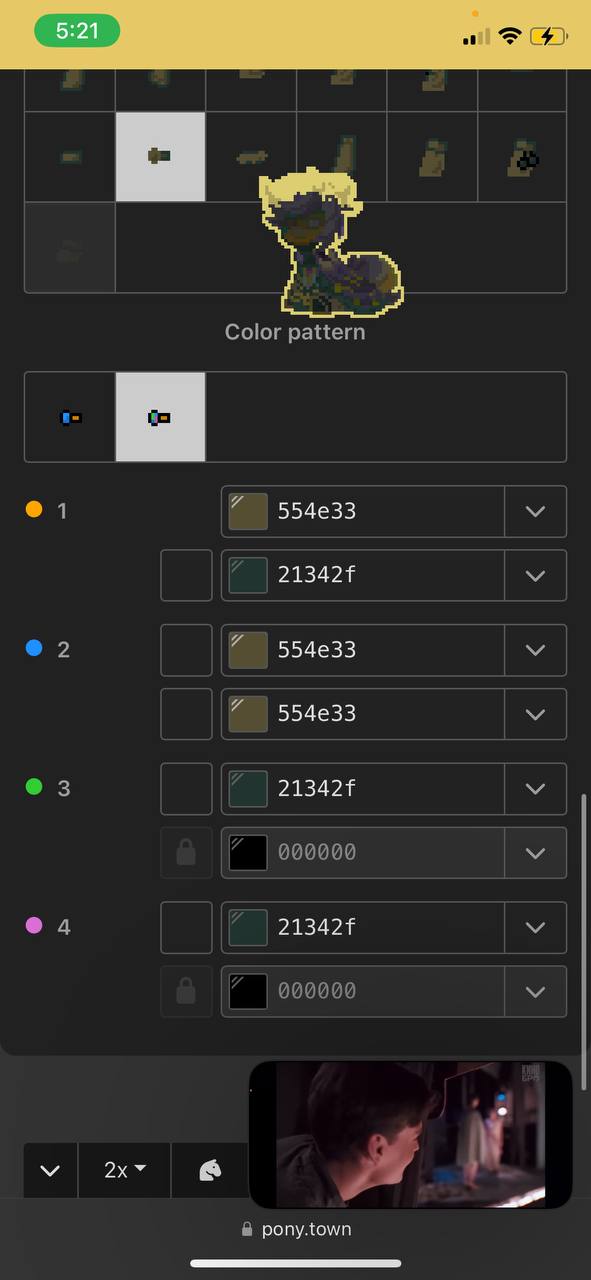 5:21
Color pattern
1
554e33
21342f
2
554e33
554e33
3
21342f
000000
4
21342f
000000
2x
pony.town